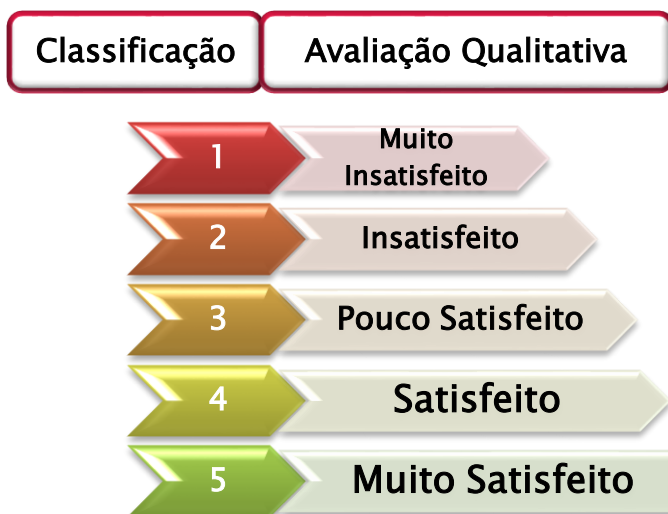 Classificação
Avaliação Qualitativa
1
Muito
Insatisfeito
2
Insatisfeito
3
Pouco Satisfeito
4
Satisfeito
5
Muito Satisfeito